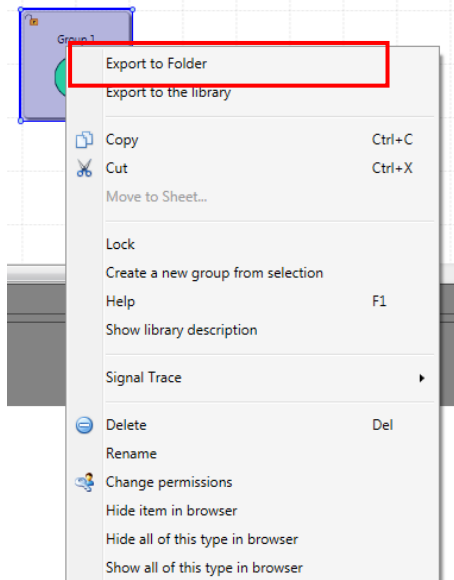 Group 1
Export to Folder
Export to the library
Copy Ctrl+C
Cut Ctrl+X
Move to Sheet...
Lock
Create a new group from selection
Help F1
Show library description
Signal Trace
Delete Del
Rename
Change permissions
Hide item in browser
Hide all of this type in browser
Show all of this type in browser